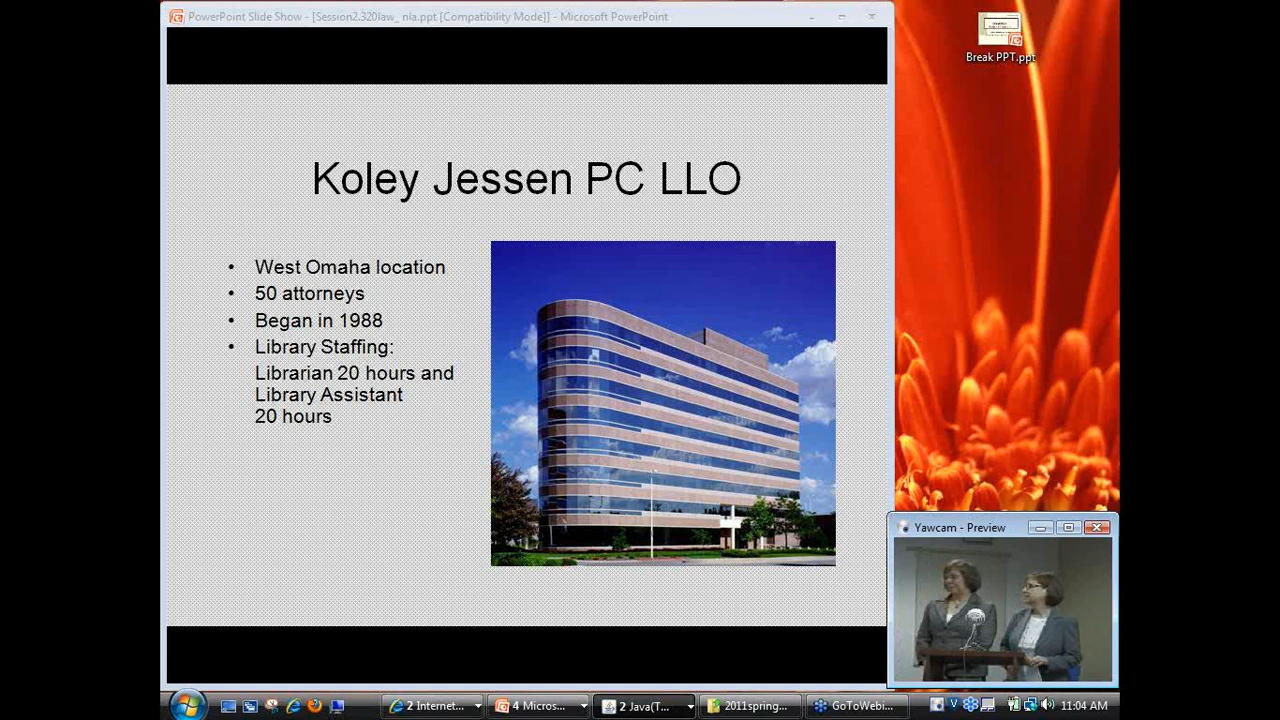 PowerPoint Slide Show - [Session2.320law_ nla.ppt [Compatibility Mode]] - Microsoft PowerPoint
Break PPT.ppt
Koley Jessen PC LLO
• West Omaha location
• 50 attorneys
• Began in 1988
• Library Staffing:
Librarian 20 hours and
Library Assistant
20 hours
Yawcam - Preview
2 Internet...
4 Micros...
2 Java(T...
2011spring...
GoToWebi...
11:04 AM